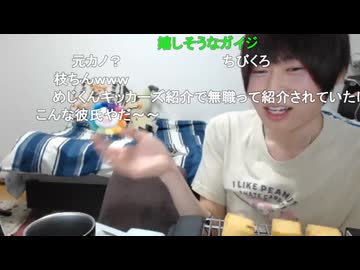 嬉しそうなガイジ
元カノ？
ちびくろ
枝ちんｗｗｗ
めじくんキッカーズ紹介で無職って紹介されていたけ
こんな彼氏やだ～～
I LIKE PEANU